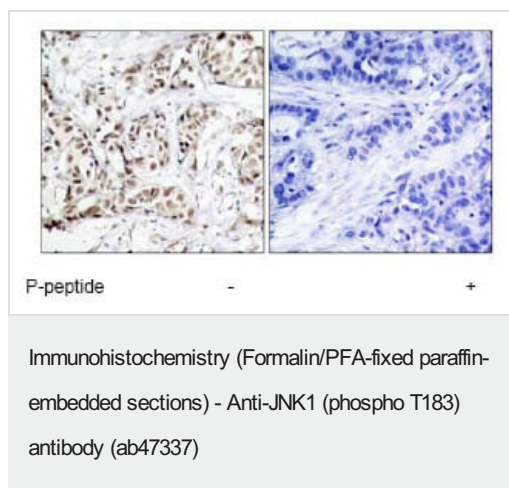 P-peptide - +
Immunohistochemistry (Formalin/PFA-fixed paraffin-
embedded sections) - Anti-JNK1 (phospho T183)
antibody (ab47337)